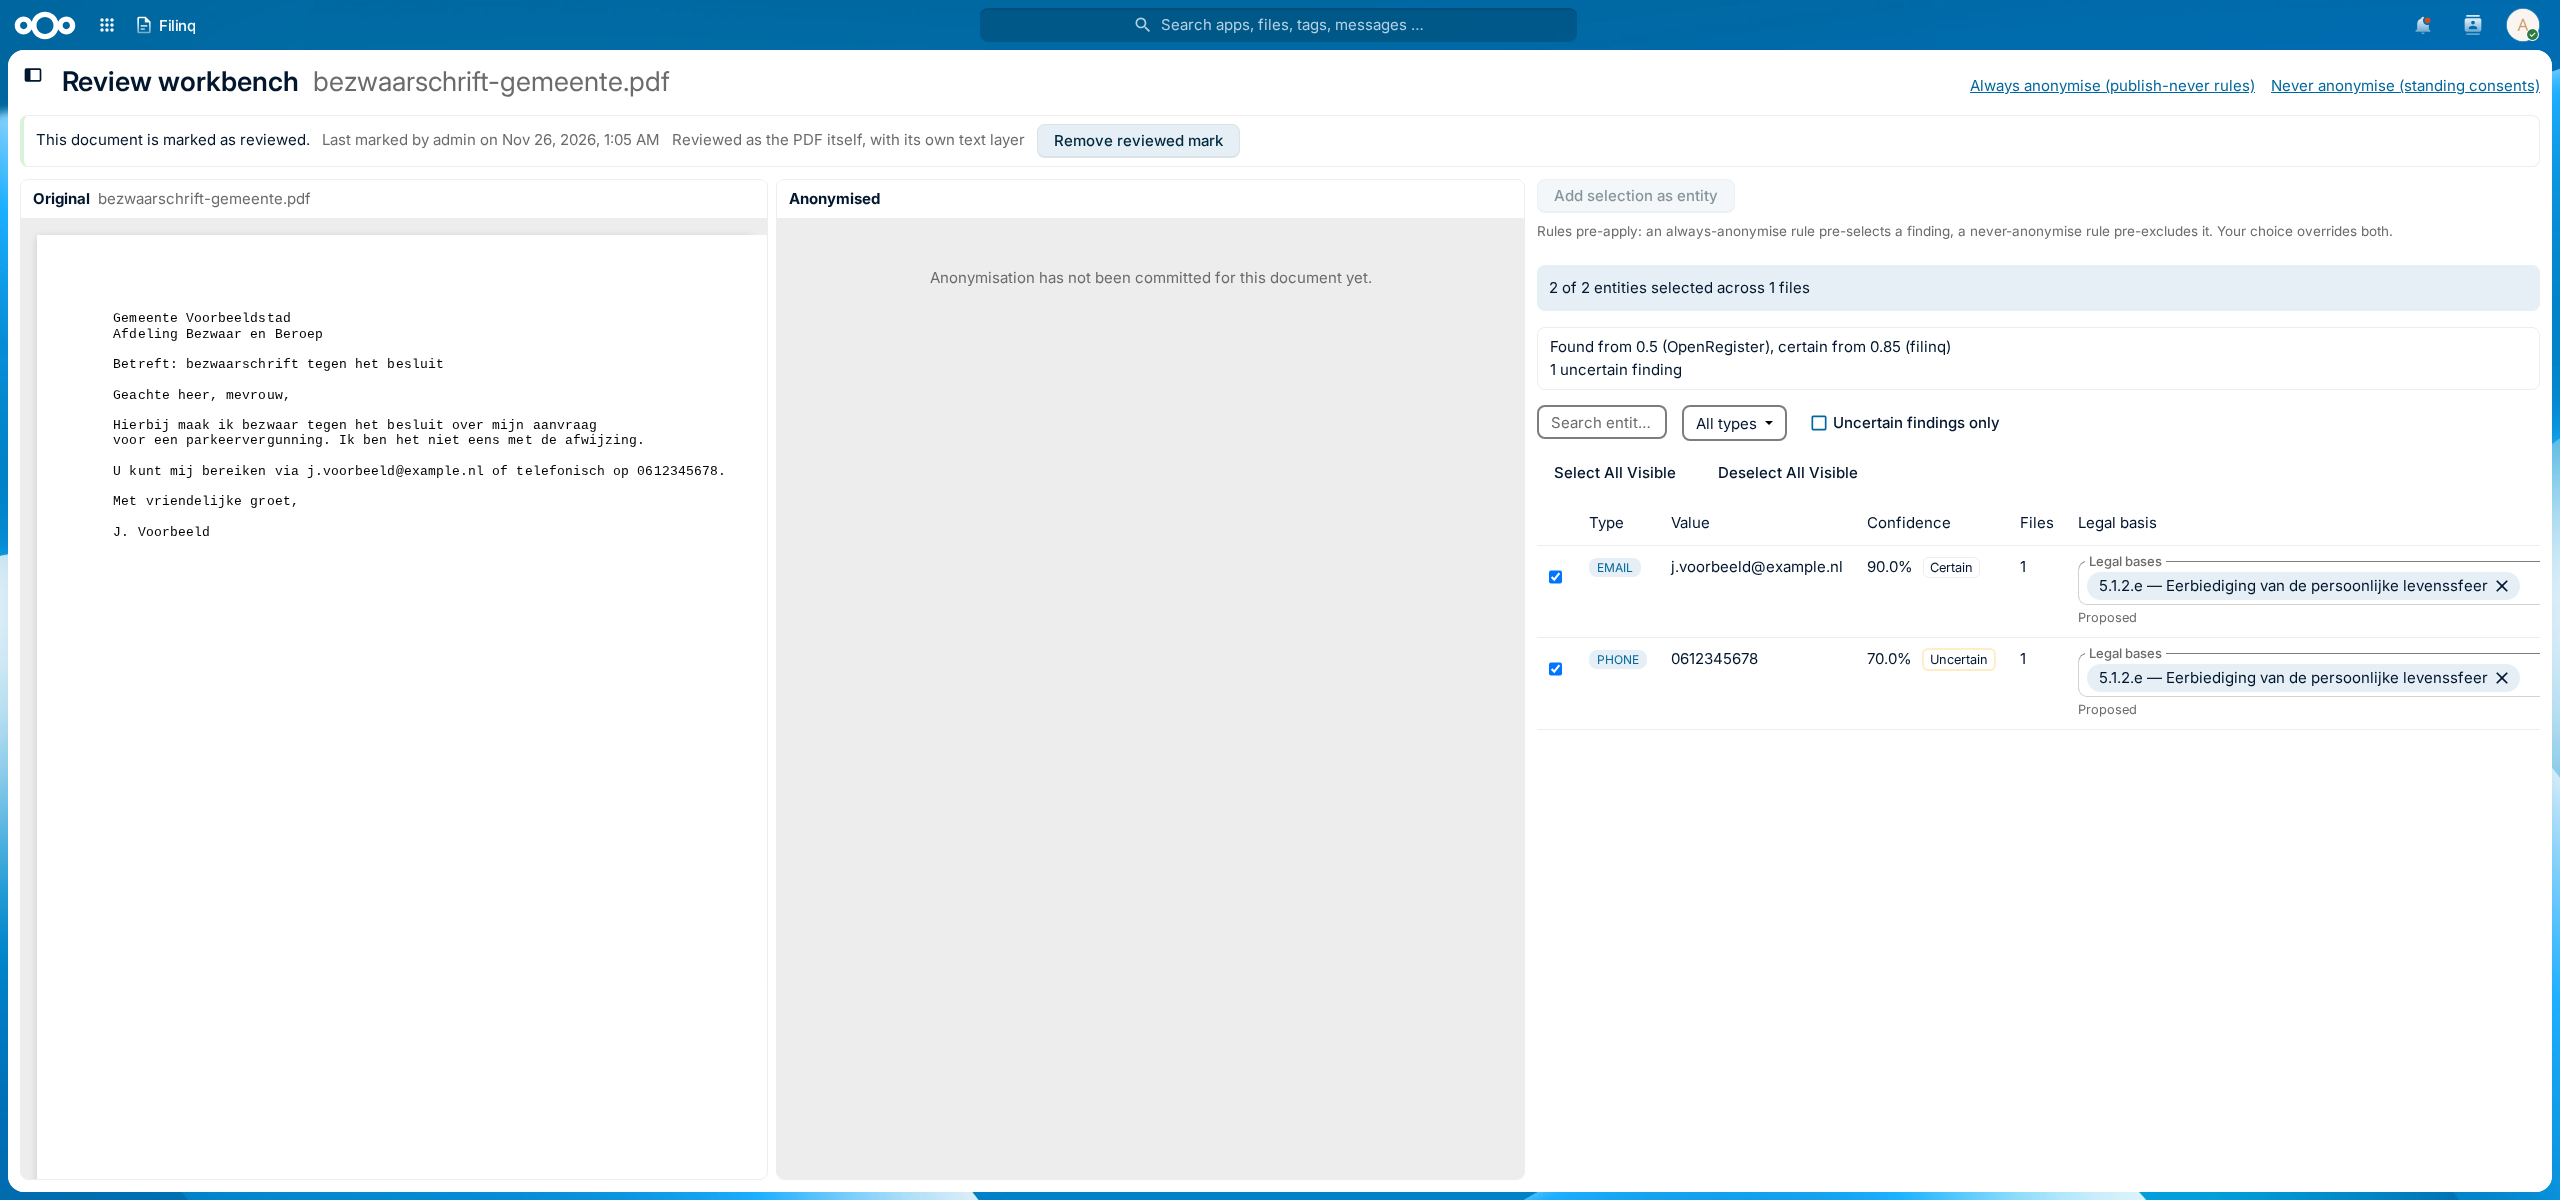 Filinq
Search apps, files, tags, messages ...
A
Review workbench bezwaarschrift-gemeente.pdf
Always anonymise (publish-never rules) Never anonymise (standing consents)
This document is marked as reviewed. Last marked by admin on Nov 26, 2026, 1:05 AM Reviewed as the PDF itself, with its own text layer Remove reviewed mark
Original bezwaarschrift-gemeente.pdf
Gemeente Voorbeeldstad
Afdeling Bezwaar en Beroep
Betreft: bezwaarschrift tegen het besluit
Geachte heer, mevrouw,
Hierbij maak ik bezwaar tegen het besluit over mijn aanvraag
voor een parkeervergunning. Ik ben het niet eens met de afwijzing.
U kunt mij bereiken via j.voorbeeld@example.nl of telefonisch op 0612345678.
Met vriendelijke groet,
J. Voorbeeld
Anonymised
Anonymisation has not been committed for this document yet.
Add selection as entity
Rules pre-apply: an always-anonymise rule pre-selects a finding, a never-anonymise rule pre-excludes it. Your choice overrides both.
2 of 2 entities selected across 1 files
Found from 0.5 (OpenRegister), certain from 0.85 (filinq)
1 uncertain finding
Search entit... All types Uncertain findings only
Select All Visible Deselect All Visible
Type Value Confidence Files Legal basis
Legal bases
EMAIL j.voorbeeld@example.nl 90.0% Certain 1 5.1.2.e — Eerbiediging van de persoonlijke levenssfeer
Proposed
Legal bases
PHONE 0612345678 70.0% Uncertain 1 5.1.2.e — Eerbiediging van de persoonlijke levenssfeer
Proposed